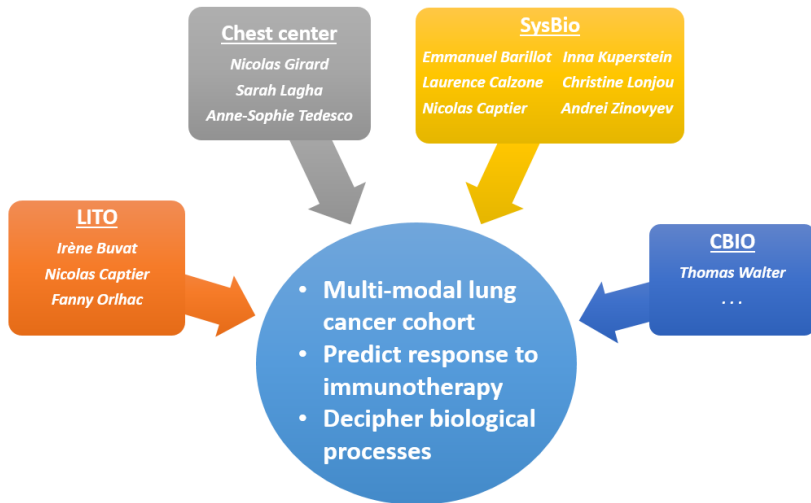 Chest center
Nicolas Girard
Sarah Lagha
Anne-Sophie Tedesco
SysBio
Emmanuel Barillot Inna Kuperstein
Laurence Calzone Christine Lonjou
Nicolas Captier Andrei Zinovyev
LITO
Irène Buvat
Nicolas Captier
Fanny Orlhac
CBIO
Thomas Walter
. . .
• Multi-modal lung
cancer cohort
• Predict response to
immunotherapy
• Decipher biological
processes